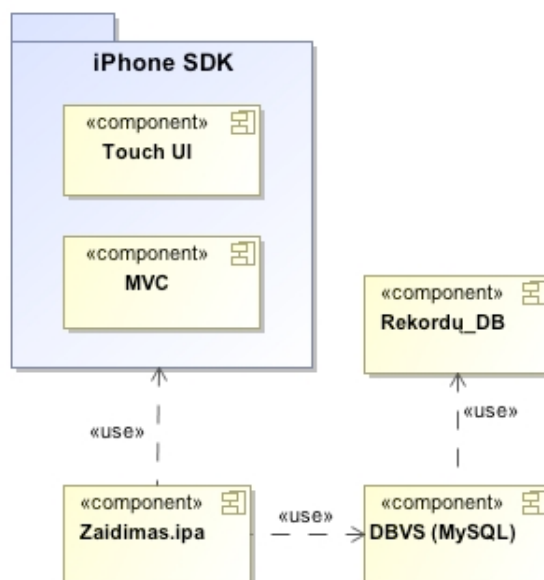 iPhone SDK
«component»
Touch UI
«component»
MVC
«component»
Rekordų_DB
«use»
«use»
«component»
Zaidimas.ipa
«use»
«component»
DBVS (MySQL)